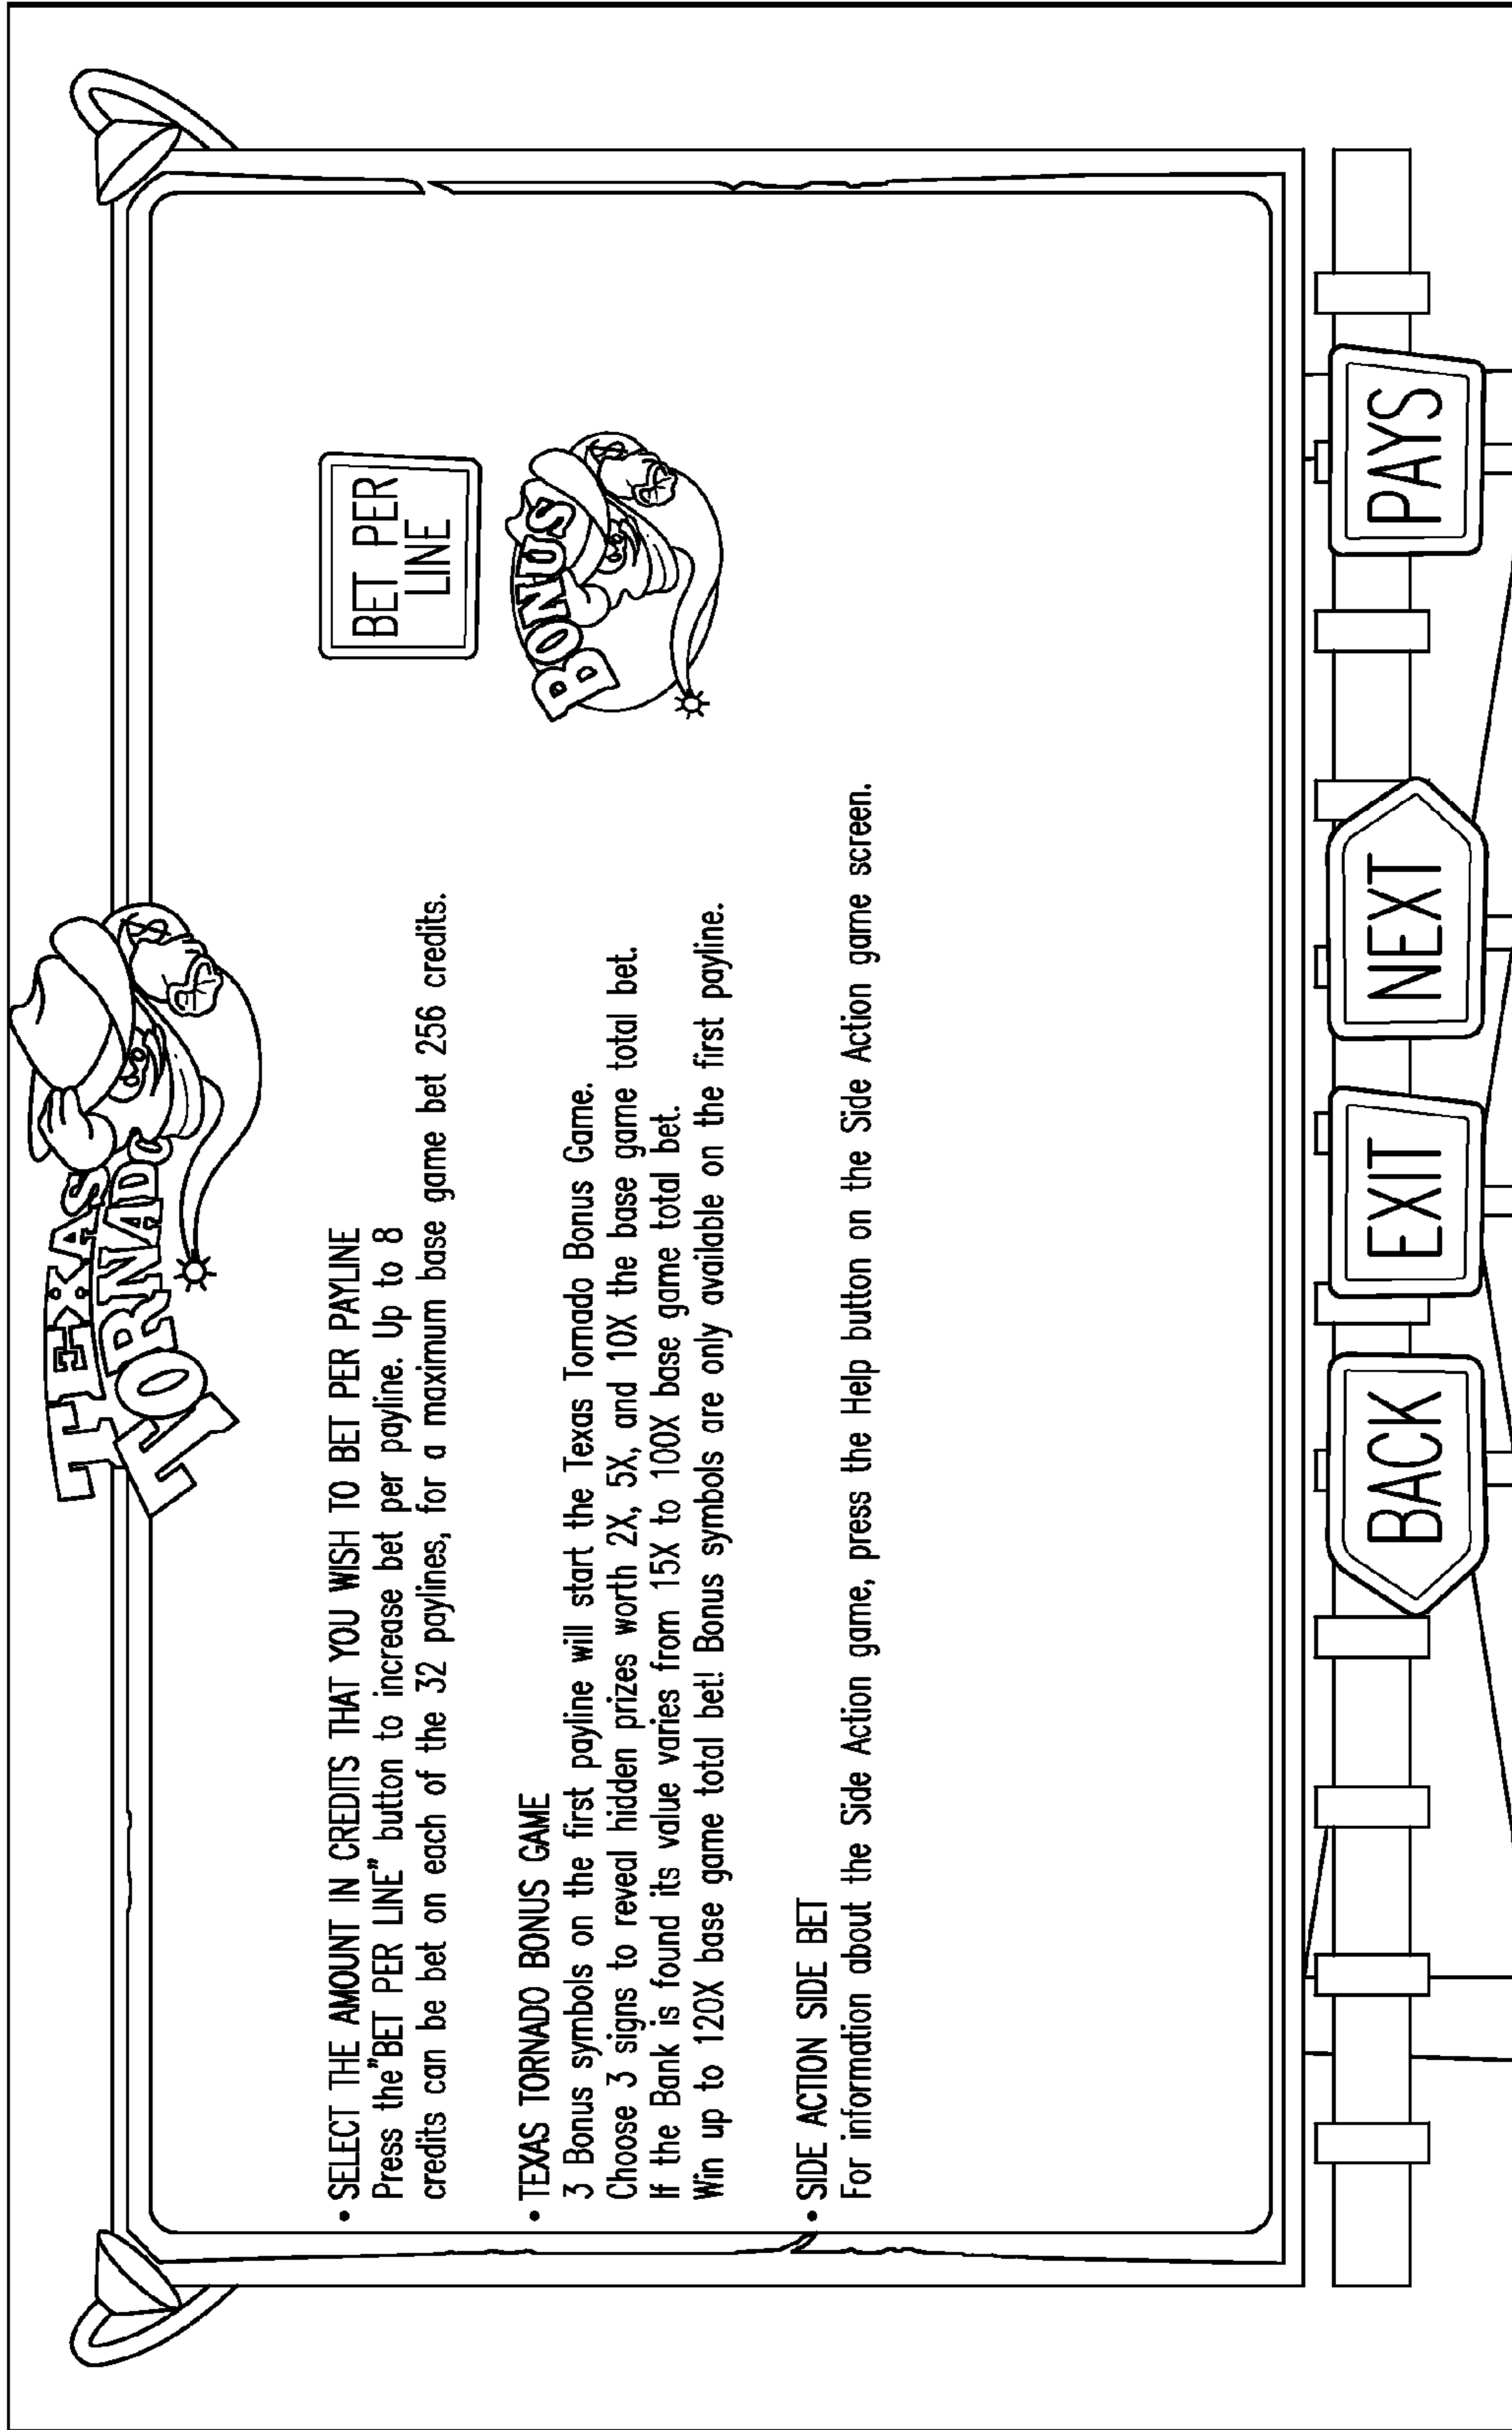 TEXAS
TORNADO
• SELECT THE AMOUNT IN CREDITS THAT YOU WISH TO BET PER PAYLINE
Press the"BET PER LINE" button to increase bet per payline. Up to 8
credits can be bet on each of the 32 paylines, for a maximum base game bet 256 credits.
BET PER
LINE
• TEXAS TORNADO BONUS GAME
3 Bonus symbols on the first payline will start the Texas Tornado Bonus Game.
Choose 3 signs to reveal hidden prizes worth 2X, 5X, and 10X the base game total bet.
If the Bank is found its value varies from 15X to 100X base game total bet.
Win up to 120X base game total bet! Bonus symbols are only available on the first payline.
BONUS
$
• SIDE ACTION SIDE BET
For information about the Side Action game, press the Help button on the Side Action game screen.
BACK
EXIT
NEXT
PAYS